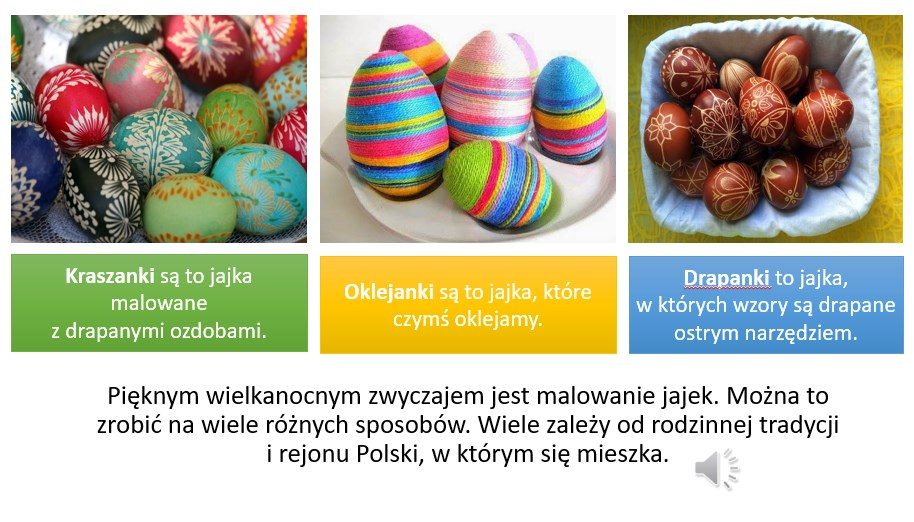 Kraszanki są to jajka
malowane
z drapanymi ozdobami.
Oklejanki są to jajka, które
czymś oklejamy.
Drapanki to jajka,
w których wzory są drapane
ostrym narzędziem.
Pięknym wielkanocnym zwyczajem jest malowanie jajek. Można to
zrobić na wiele różnych sposobów. Wiele zależy od rodzinnej tradycji
i rejonu Polski, w którym się mieszka.